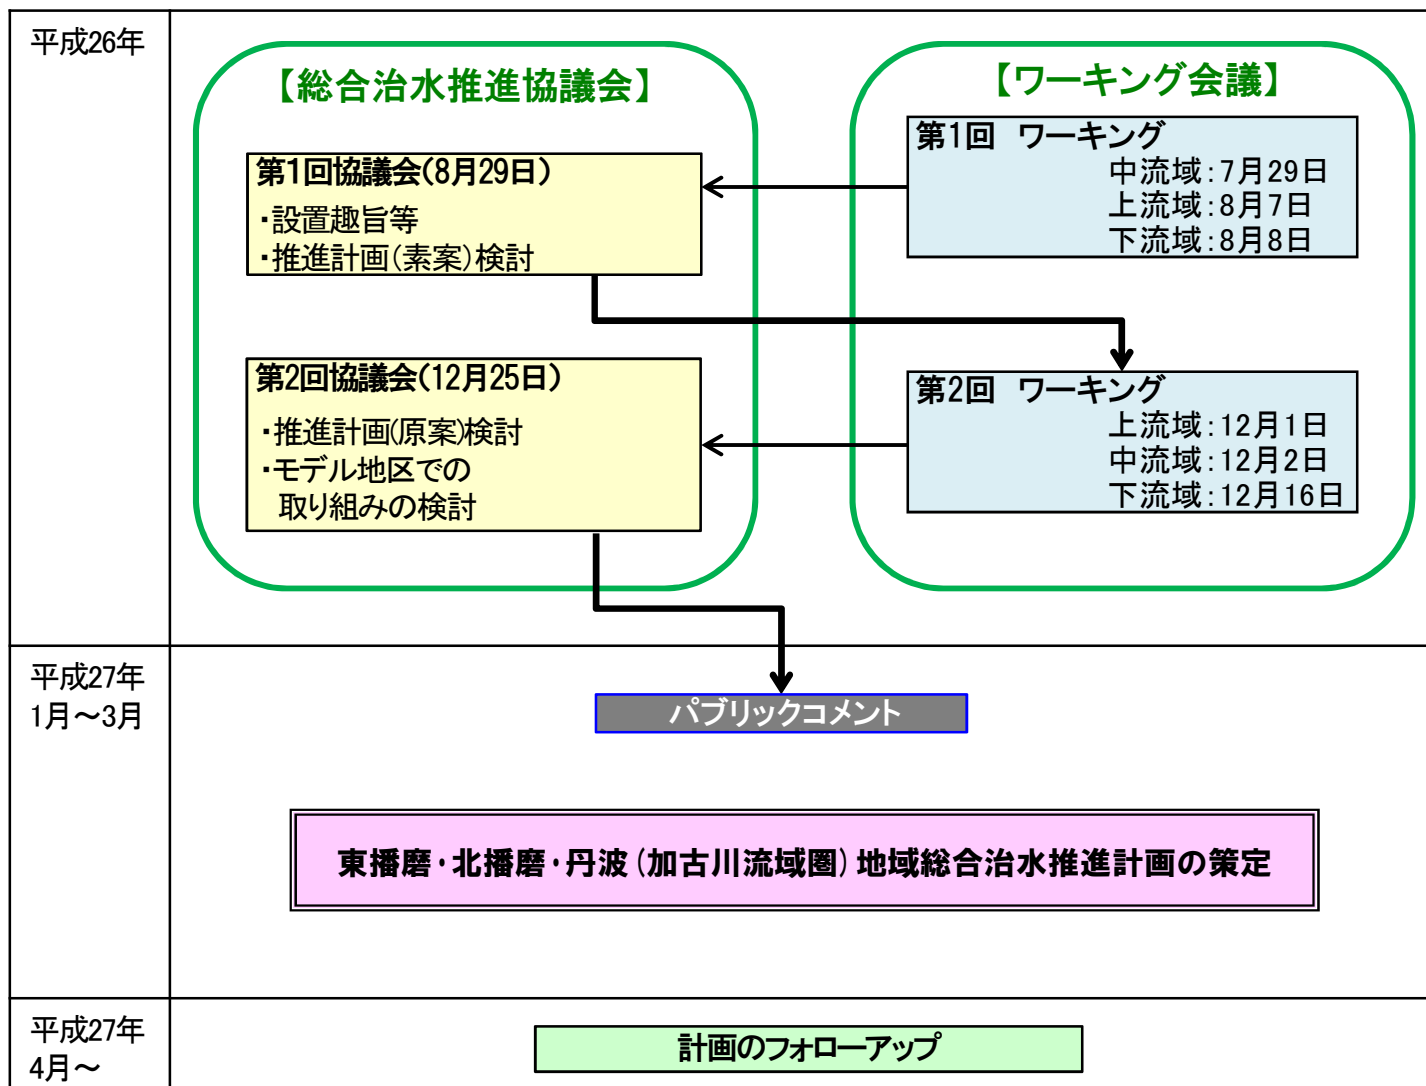 平成26年
【総合治水推進協議会】
第1回協議会(8月29日)
・設置趣旨等
・推進計画(素案)検討
第2回協議会(12月25日)
・推進計画(原案)検討
・モデル地区での
取り組みの検討
【ワーキング会議】
第1回　ワーキング
中流域:7月29日
上流域:8月7日
下流域:8月8日
第2回　ワーキング
上流域:12月1日
中流域:12月2日
下流域:12月16日
平成27年
1月～3月
パブリックコメント
東播磨・北播磨・丹波(加古川流域圏)地域総合治水推進計画の策定
平成27年
4月～
計画のフォローアップ